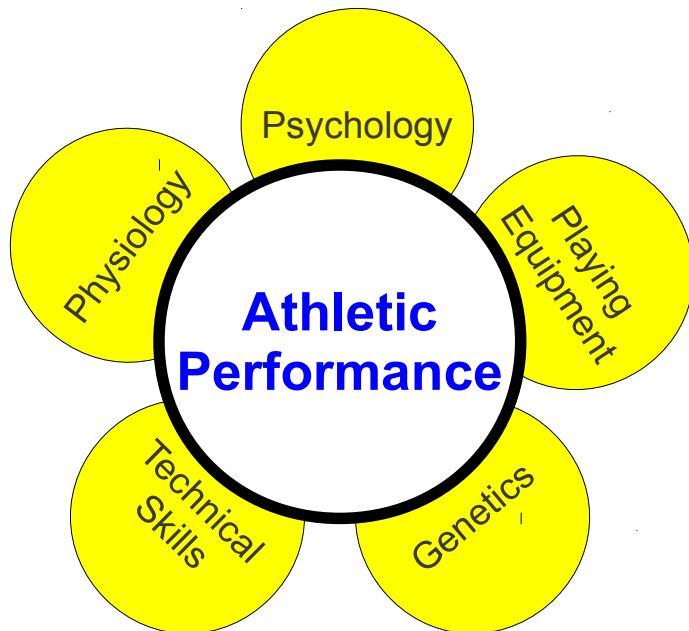 Psychology
Physiology
Playing
Equipment
Athletic
Performance
Technical
Skills
Genetics